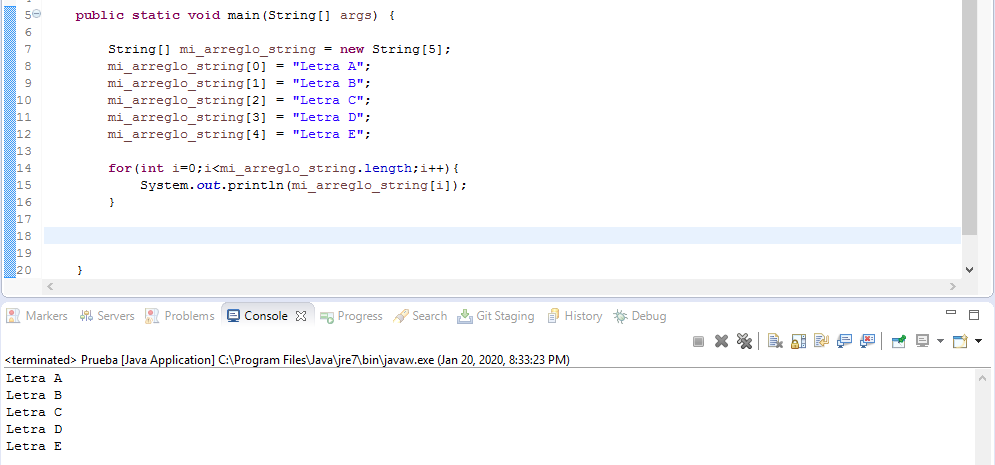 5 public static void main(String[] args) {
6
7 String[] mi_arreglo_string = new String[5];
8 mi_arreglo_string[0] = "Letra A";
9 mi_arreglo_string[1] = "Letra B";
10 mi_arreglo_string[2] = "Letra C";
11 mi_arreglo_string[3] = "Letra D";
12 mi_arreglo_string[4] = "Letra E";
13
14 for(int i=0;i<mi_arreglo_string.length;i++){
15 System.out.println(mi_arreglo_string[i]);
16 }
17
18
19
20 }
Markers Servers Problems Console Progress Search Git Staging History Debug
<terminated> Prueba [Java Application] C:\Program Files\Java\jre7\bin\javaw.exe (Jan 20, 2020, 8:33:23 PM)
Letra A
Letra B
Letra C
Letra D
Letra E